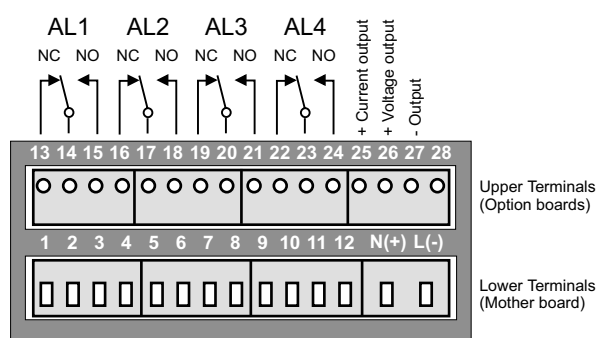 AL1 AL2 AL3 AL4
NC NO NC NO NC NO NC NO
+ Current output
+ Voltage output
- Output
13 14 15 16 17 18 19 20 21 22 23 24 25 26 27 28
Upper Terminals
(Option boards)
1 2 3 4 5 6 7 8 9 10 11 12 N(+) L(-)
Lower Terminals
(Mother board)